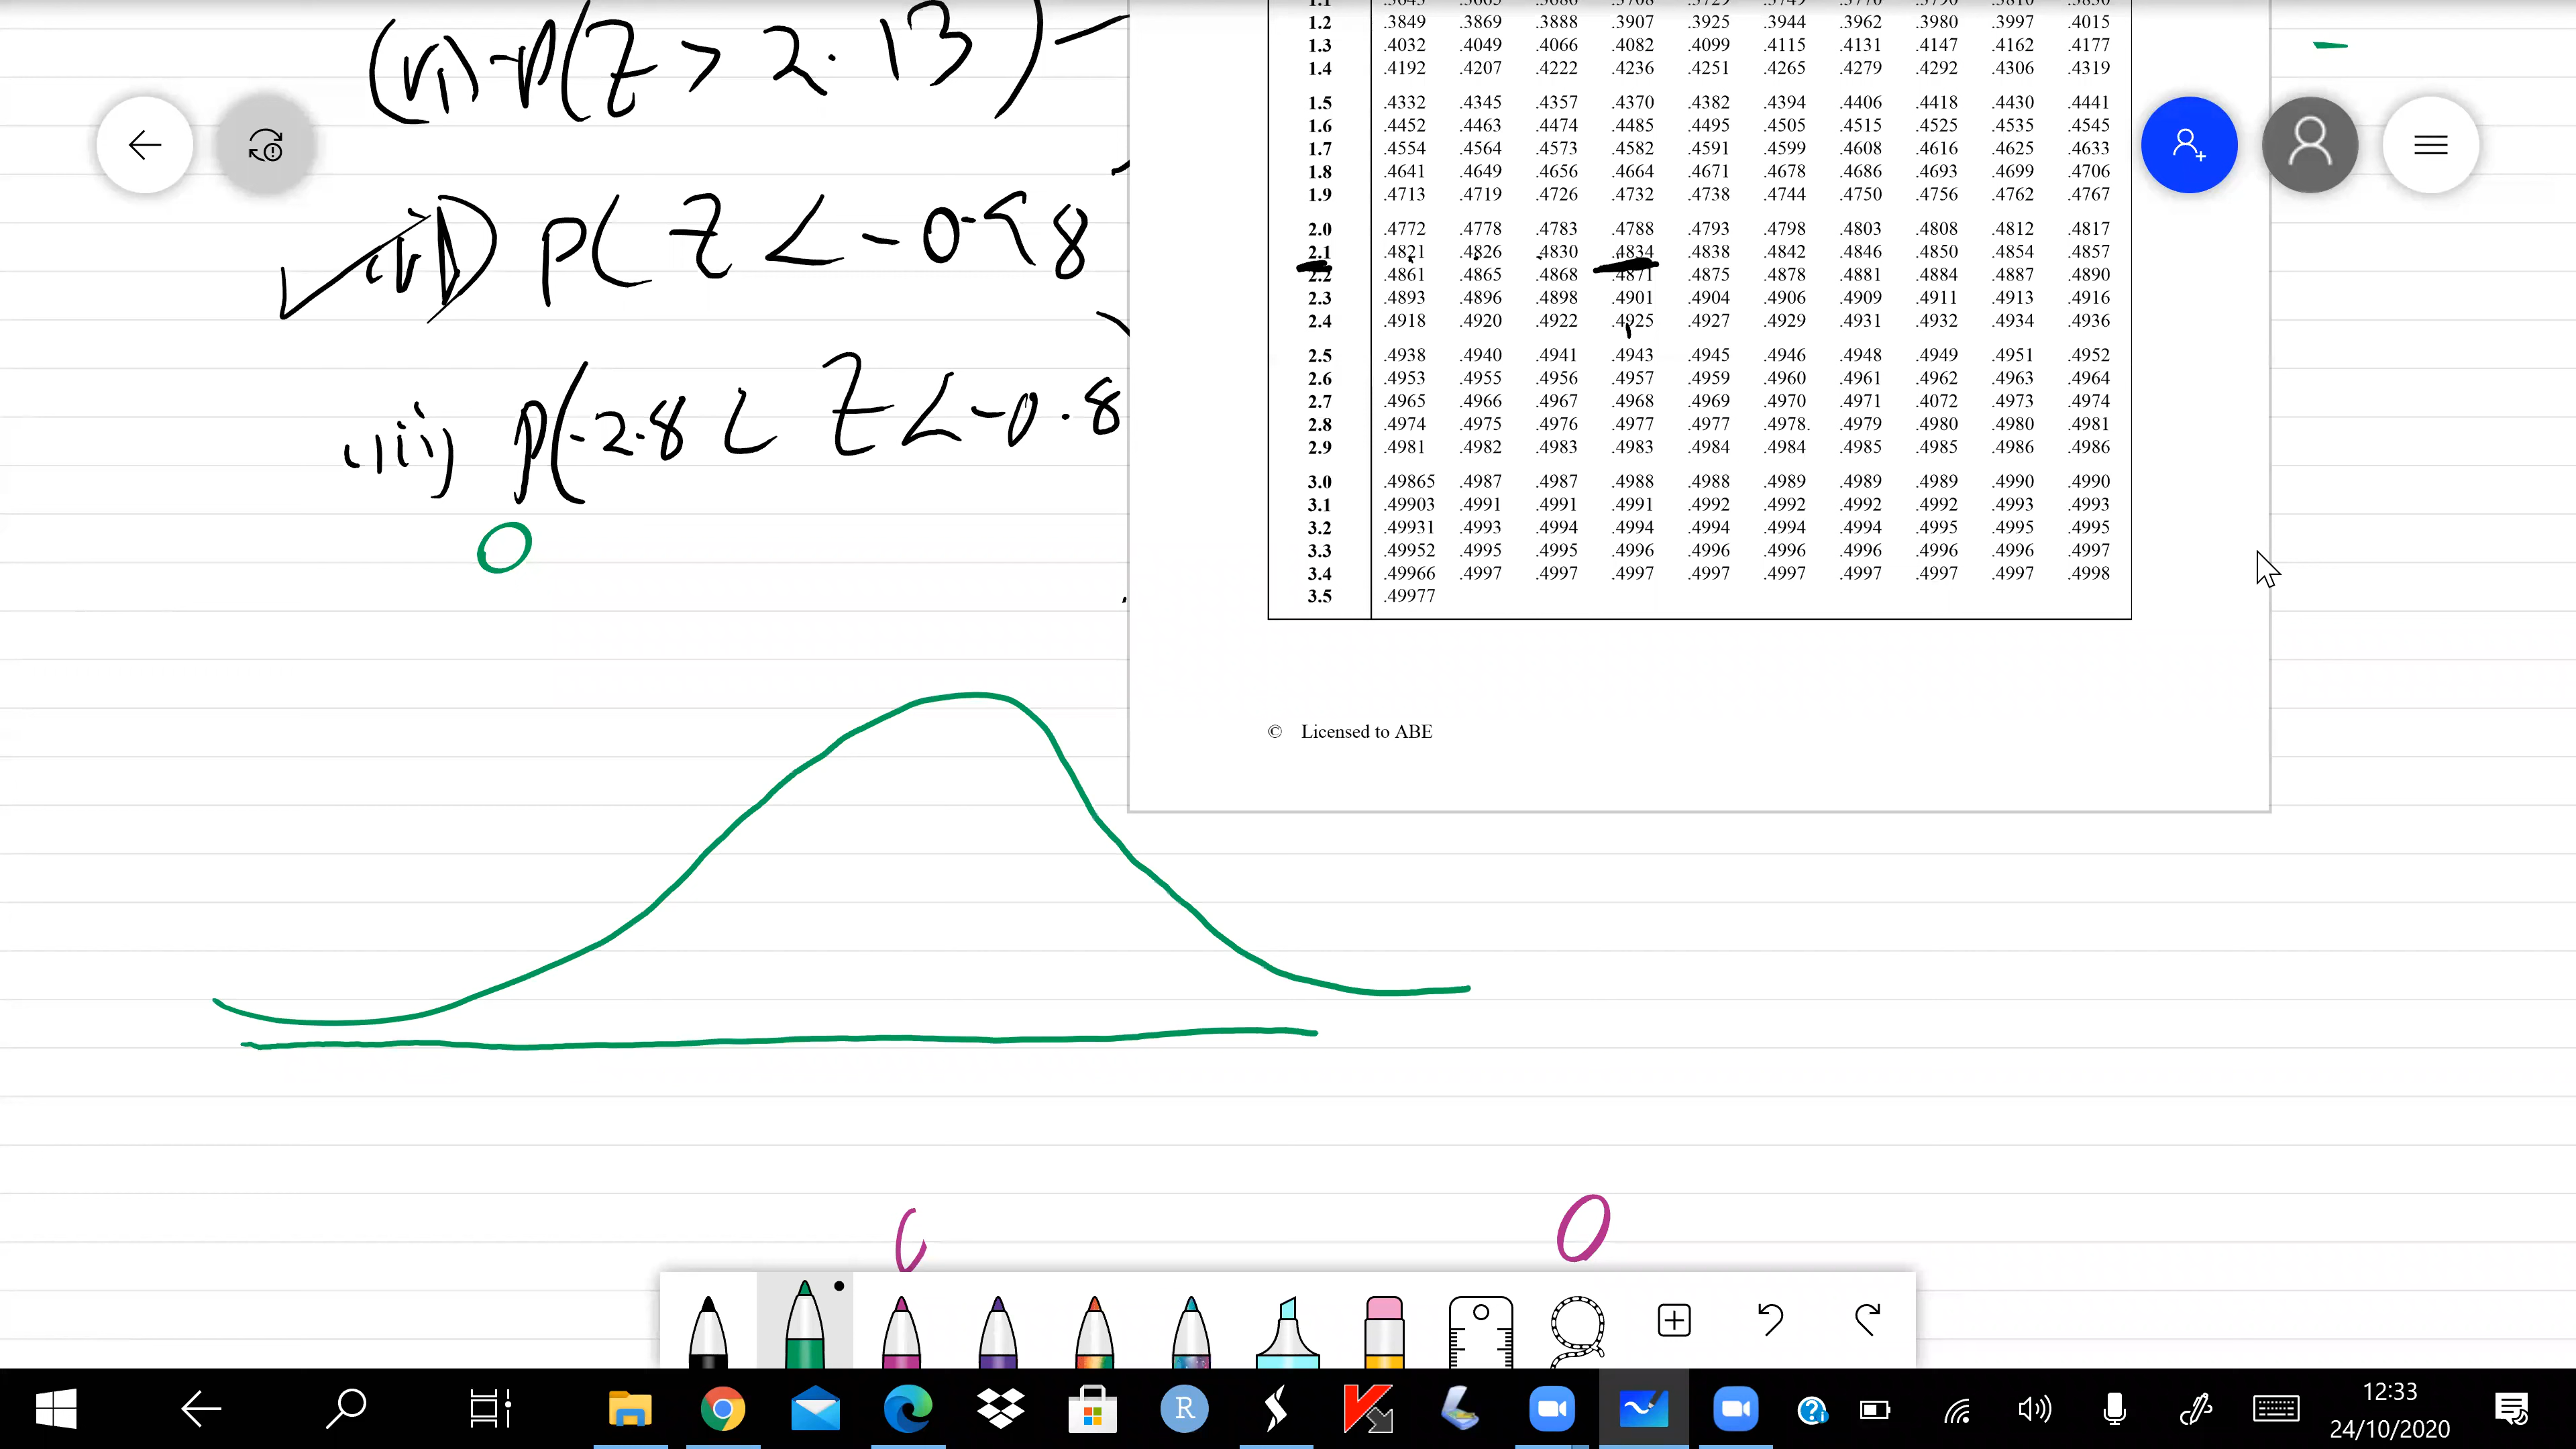 (vi) P(Z > 2.13)
(vii) P( Z < -0.98
viii) P(-2.8 < Z < -0.8
0
1.2 .3849 .3869 .3888 .3907 .3925 .3944 .3962 .3980 .3997 .4015
1.3 .4032 .4049 .4066 .4082 .4099 .4115 .4131 .4147 .4162 .4177
1.4 .4192 .4207 .4222 .4236 .4251 .4265 .4279 .4292 .4306 .4319
1.5 .4332 .4345 .4357 .4370 .4382 .4394 .4406 .4418 .4430 .4441
1.6 .4452 .4463 .4474 .4485 .4495 .4505 .4515 .4525 .4535 .4545
1.7 .4554 .4564 .4573 .4582 .4591 .4599 .4608 .4616 .4625 .4633
1.8 .4641 .4649 .4656 .4664 .4671 .4678 .4686 .4693 .4699 .4706
1.9 .4713 .4719 .4726 .4732 .4738 .4744 .4750 .4756 .4762 .4767
2.0 .4772 .4778 .4783 .4788 .4793 .4798 .4803 .4808 .4812 .4817
2.1 .4821 .4826 .4830 .4834 .4838 .4842 .4846 .4850 .4854 .4857
2.2 .4861 .4865 .4868 .4871 .4875 .4878 .4881 .4884 .4887 .4890
2.3 .4893 .4896 .4898 .4901 .4904 .4906 .4909 .4911 .4913 .4916
2.4 .4918 .4920 .4922 .4925 .4927 .4929 .4931 .4932 .4934 .4936
2.5 .4938 .4940 .4941 .4943 .4945 .4946 .4948 .4949 .4951 .4952
2.6 .4953 .4955 .4956 .4957 .4959 .4960 .4961 .4962 .4963 .4964
2.7 .4965 .4966 .4967 .4968 .4969 .4970 .4971 .4072 .4973 .4974
2.8 .4974 .4975 .4976 .4977 .4977 .4978. .4979 .4980 .4980 .4981
2.9 .4981 .4982 .4983 .4983 .4984 .4984 .4985 .4985 .4986 .4986
3.0 .49865 .4987 .4987 .4988 .4988 .4989 .4989 .4989 .4990 .4990
3.1 .49903 .4991 .4991 .4991 .4992 .4992 .4992 .4992 .4993 .4993
3.2 .49931 .4993 .4994 .4994 .4994 .4994 .4994 .4995 .4995 .4995
3.3 .49952 .4995 .4995 .4996 .4996 .4996 .4996 .4996 .4996 .4997
3.4 .49966 .4997 .4997 .4997 .4997 .4997 .4997 .4997 .4997 .4998
3.5 .49977
© Licensed to ABE
0
R
12:33
24/10/2020